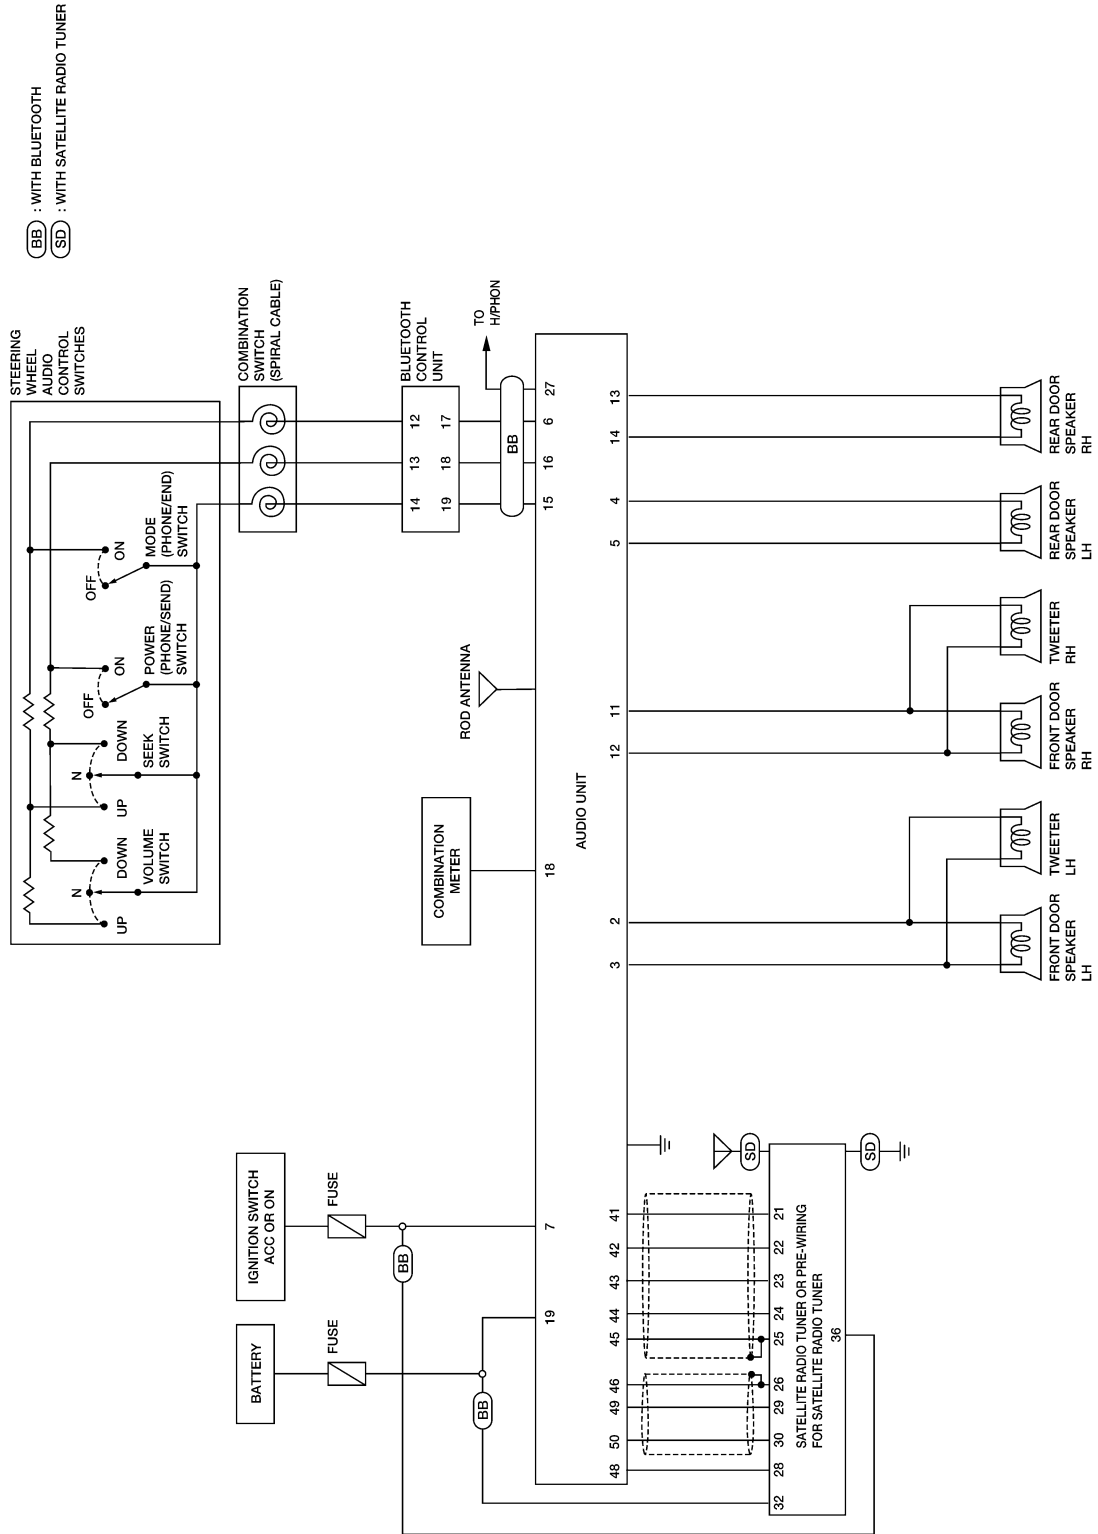 BB : WITH BLUETOOTH
SD : WITH SATELLITE RADIO TUNER
BATTERY
IGNITION SWITCH
ACC OR ON
FUSE
FUSE
BB
BB
19
7
STEERING
WHEEL
AUDIO
CONTROL
SWITCHES
UP
N
DOWN
VOLUME
SWITCH
UP
N
DOWN
SEEK
SWITCH
OFF
ON
POWER
(PHONE/SEND)
SWITCH
OFF
ON
MODE
(PHONE/END)
SWITCH
COMBINATION
SWITCH
(SPIRAL CABLE)
BLUETOOTH
CONTROL
UNIT
14
13
12
19
18
17
TO
H/PHON
BB
15
16
6
27
COMBINATION
METER
18
ROD ANTENNA
AUDIO UNIT
48
50
49
46
45
44
43
42
41
3
2
12
11
5
4
14
13
32
28
30
29
26
25
24
23
22
21
SATELLITE RADIO TUNER OR PRE-WIRING
FOR SATELLITE RADIO TUNER
36
SD
SD
FRONT DOOR
SPEAKER
LH
TWEETER
LH
FRONT DOOR
SPEAKER
RH
TWEETER
RH
REAR DOOR
SPEAKER
LH
REAR DOOR
SPEAKER
RH